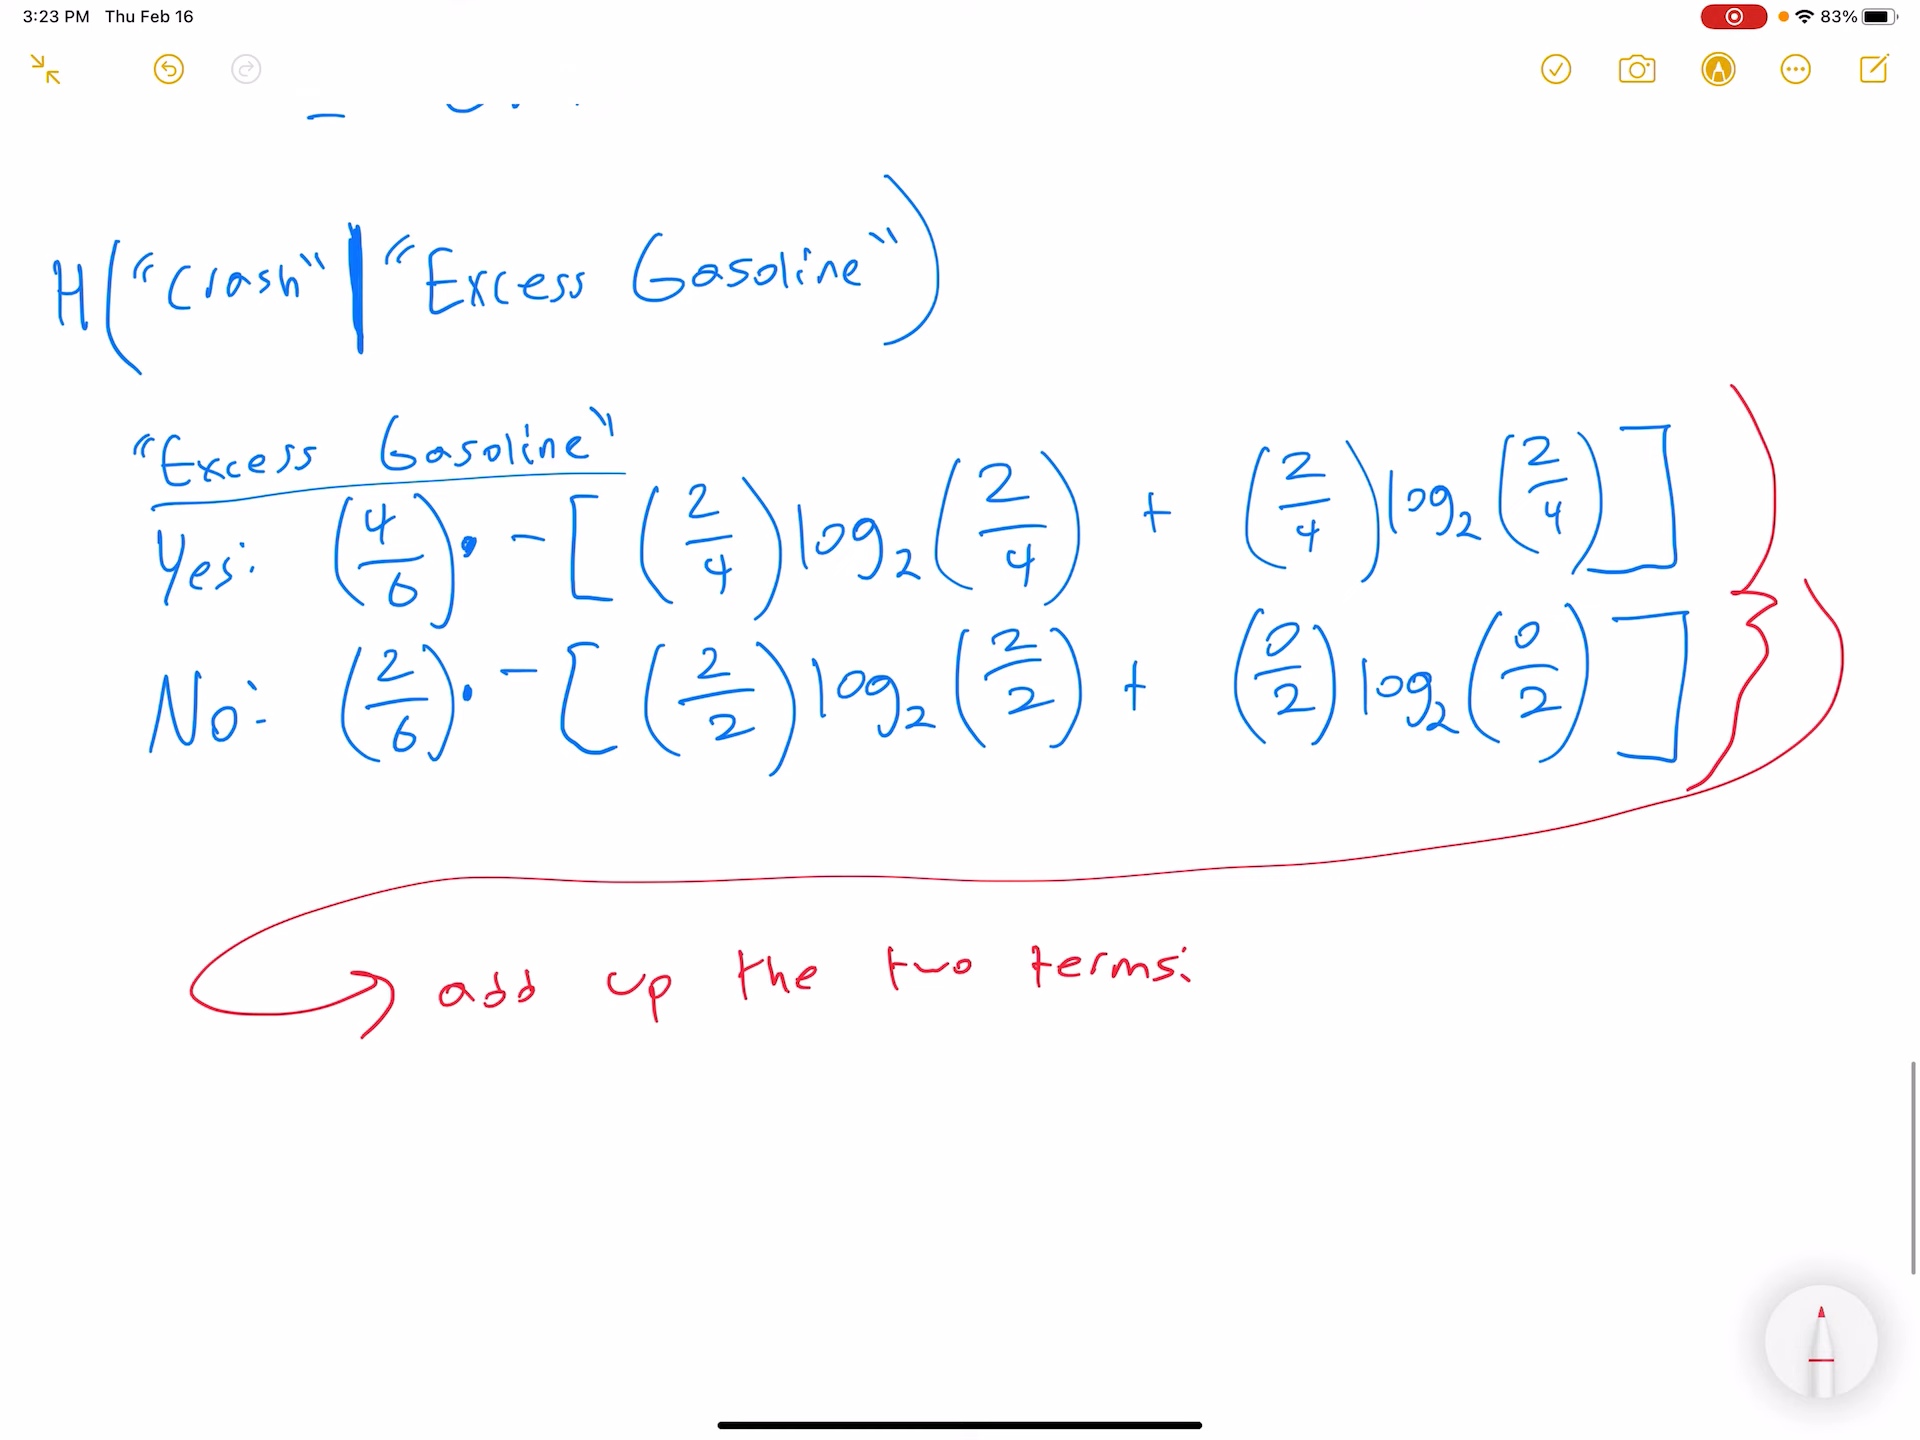 3:23 PM Thu Feb 16 83%
H("Crash" | "Excess Gasoline")
"Excess Gasoline"
Yes: (4/6) · - [(2/4) log₂ (2/4) + (2/4) log₂ (2/4)]
No: (2/6) · - [(2/2) log₂ (2/2) + (0/2) log₂ (0/2)]
add up the two terms: